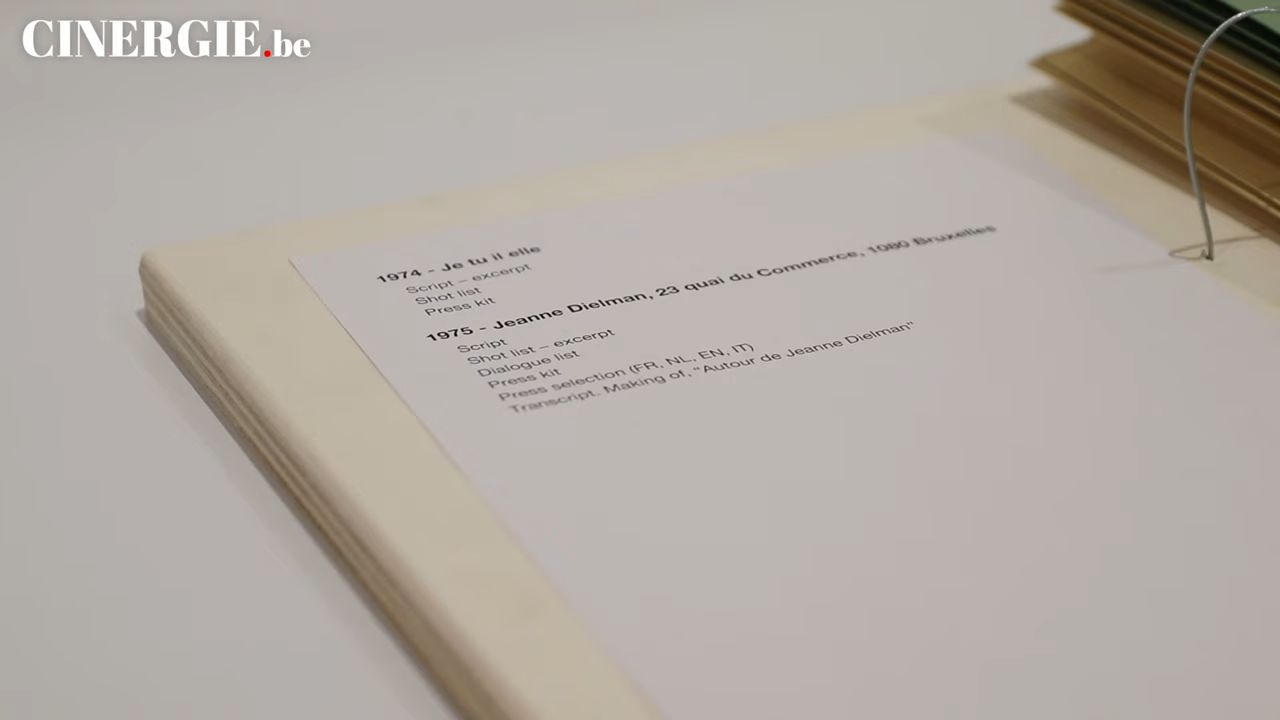 CINERGIE.be
1974 - Je tu il elle
Script – excerpt
Shot list
Press kit
1975 - Jeanne Dielman, 23 quai du Commerce, 1080 Bruxelles
Script
Shot list – excerpt
Dialogue list
Press kit
Press selection (FR, NL, EN, IT)
Transcript. Making of, “Autour de Jeanne Dielman”